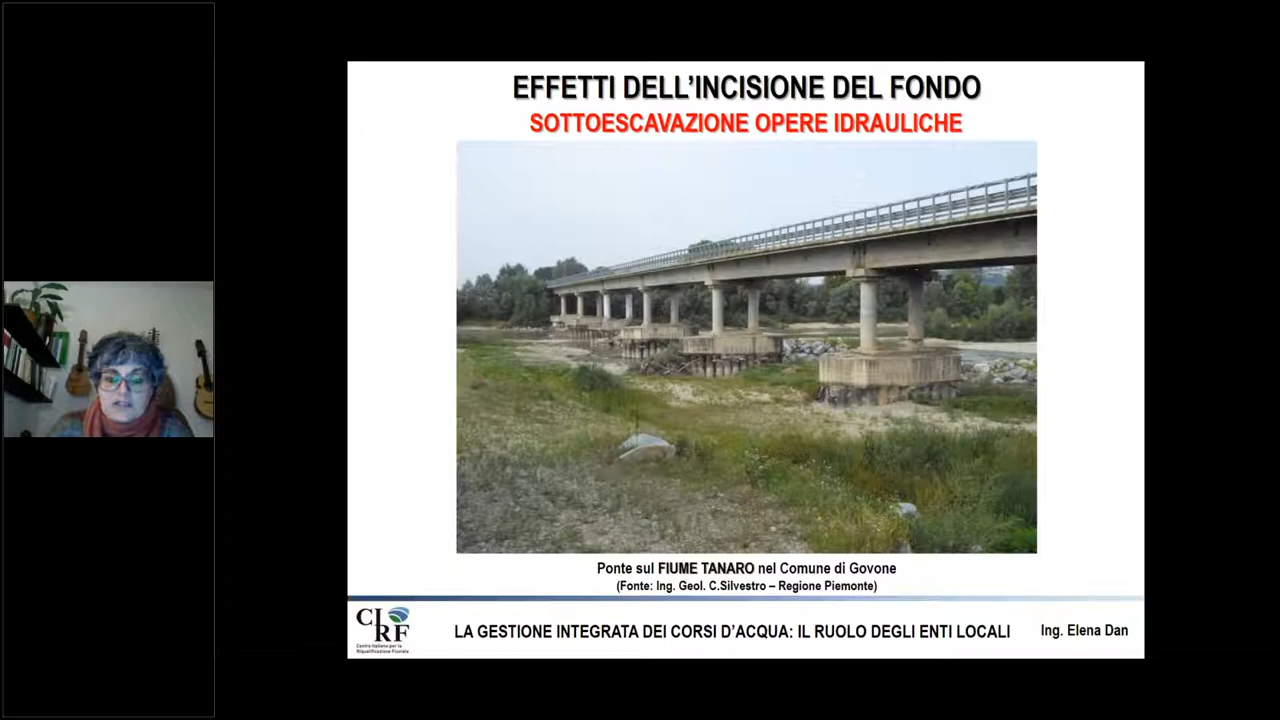 EFFETTI DELL'INCISIONE DEL FONDO
SOTTOESCAVAZIONE OPERE IDRAULICHE
Ponte sul FIUME TANARO nel Comune di Govone
(Fonte: Ing. Geol. C.Silvestro – Regione Piemonte)
CIRF
Centro Italiano per la
Riqualificazione Fluviale
LA GESTIONE INTEGRATA DEI CORSI D'ACQUA: IL RUOLO DEGLI ENTI LOCALI
Ing. Elena Dan